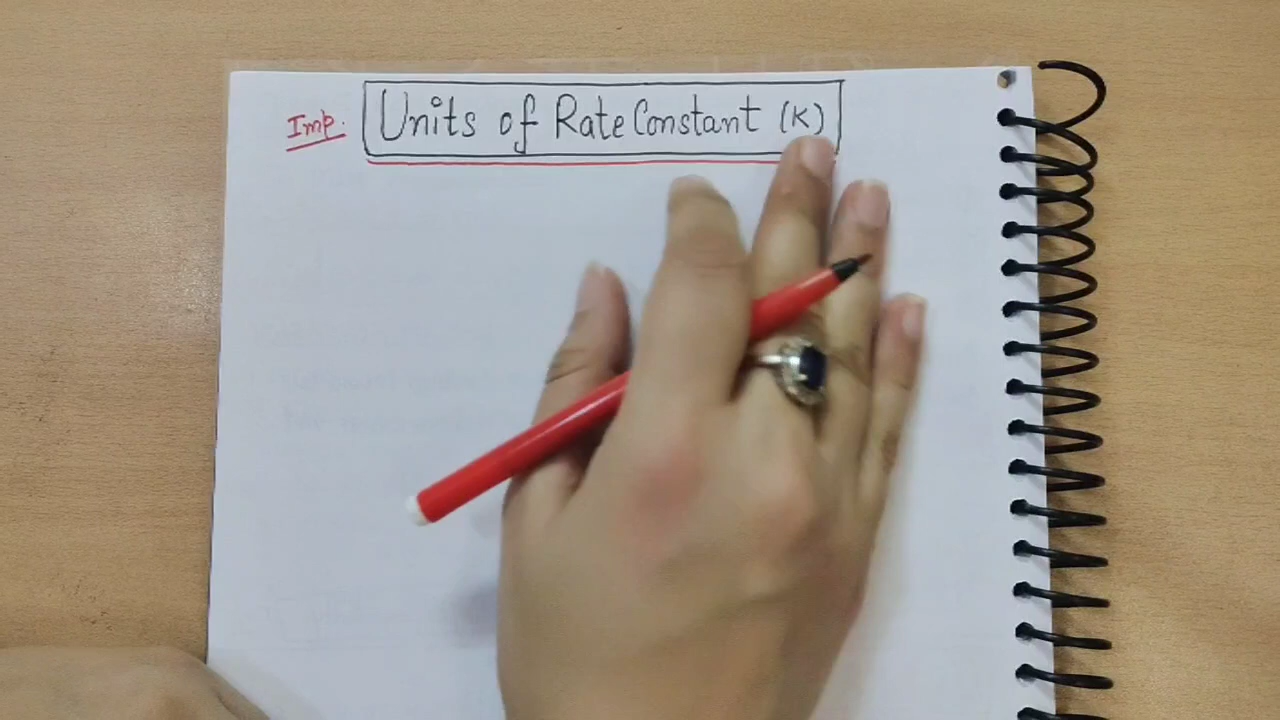 Imp. Units of Rate Constant (K)